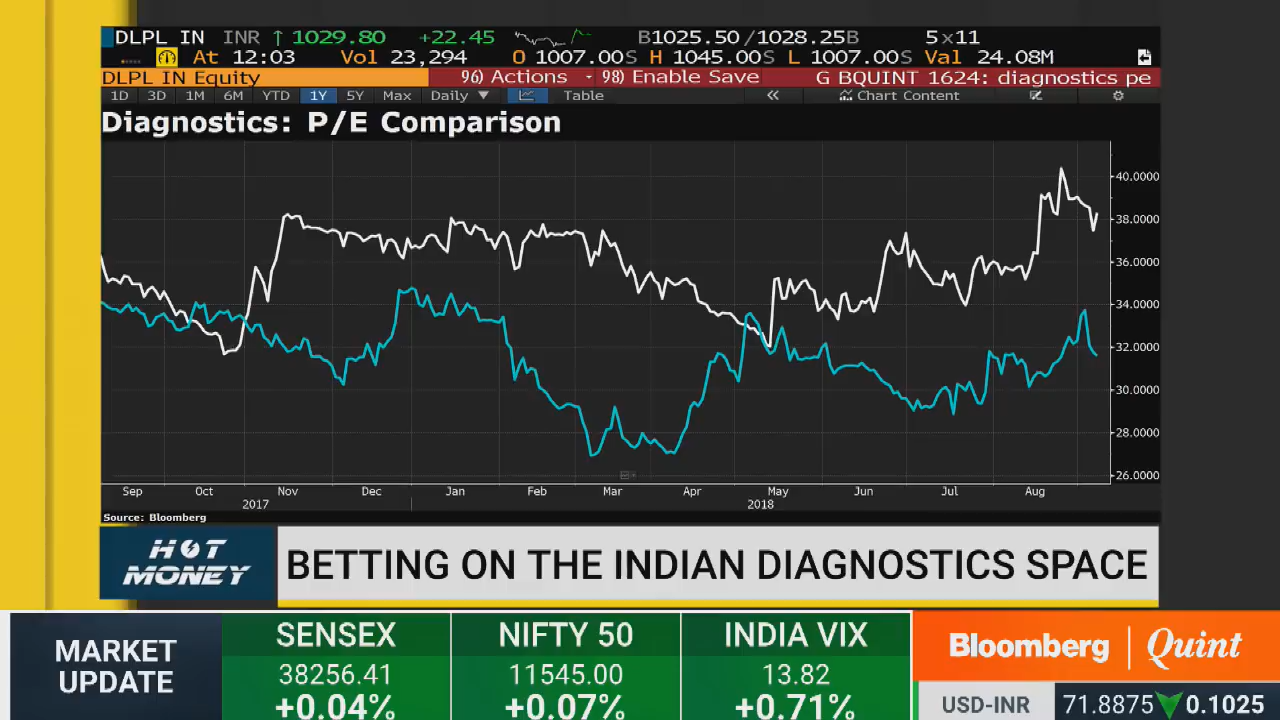 DLPL IN INR ↑ 1029.80 +22.45 B1025.50 /1028.25B 5x11
At 12:03 Vol 23,294 O 1007.00S H 1045.00S L 1007.00S Val 24.08M
DLPL IN Equity 96) Actions 98) Enable Save G BQUINT 1624: diagnostics pe
1D 3D 1M 6M YTD 1Y 5Y Max Daily ▼ Table « Chart Content
Diagnostics: P/E Comparison
40.0000
38.0000
36.0000
34.0000
32.0000
30.0000
28.0000
26.0000
Sep Oct Nov Dec Jan Feb Mar Apr May Jun Jul Aug
2017 2018
Source: Bloomberg
HOT
MONEY
BETTING ON THE INDIAN DIAGNOSTICS SPACE
MARKET
UPDATE
SENSEX
38256.41
+0.04%
NIFTY 50
11545.00
+0.07%
INDIA VIX
13.82
+0.71%
Bloomberg | Quint
USD-INR 71.8875 ▼ 0.1025